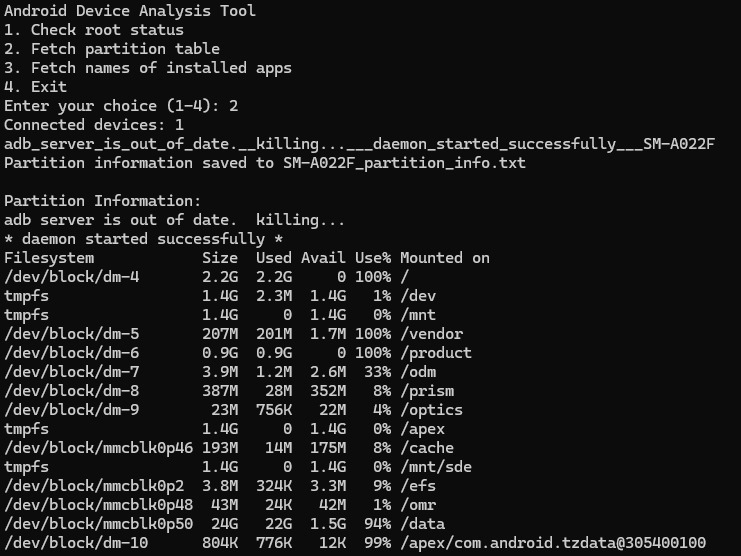 Android Device Analysis Tool
1. Check root status
2. Fetch partition table
3. Fetch names of installed apps
4. Exit
Enter your choice (1-4): 2
Connected devices: 1
adb_server_is_out_of_date.__killing...___daemon_started_successfully___SM-A022F
Partition information saved to SM-A022F_partition_info.txt

Partition Information:
adb server is out of date.  killing...
* daemon started successfully *
Filesystem            Size  Used Avail Use% Mounted on
/dev/block/dm-4       2.2G  2.2G     0 100% /
tmpfs                 1.4G  2.3M  1.4G   1% /dev
tmpfs                 1.4G     0  1.4G   0% /mnt
/dev/block/dm-5       207M  201M  1.7M 100% /vendor
/dev/block/dm-6       0.9G  0.9G     0 100% /product
/dev/block/dm-7       3.9M  1.2M  2.6M  33% /odm
/dev/block/dm-8       387M   28M  352M   8% /prism
/dev/block/dm-9        23M  756K   22M   4% /optics
tmpfs                 1.4G     0  1.4G   0% /apex
/dev/block/mmcblk0p46 193M   14M  175M   8% /cache
tmpfs                 1.4G     0  1.4G   0% /mnt/sde
/dev/block/mmcblk0p2  3.8M  324K  3.3M   9% /efs
/dev/block/mmcblk0p48  43M   24K   42M   1% /omr
/dev/block/mmcblk0p50  24G   22G  1.5G  94% /data
/dev/block/dm-10      804K  776K   12K  99% /apex/com.android.tzdata@305400100